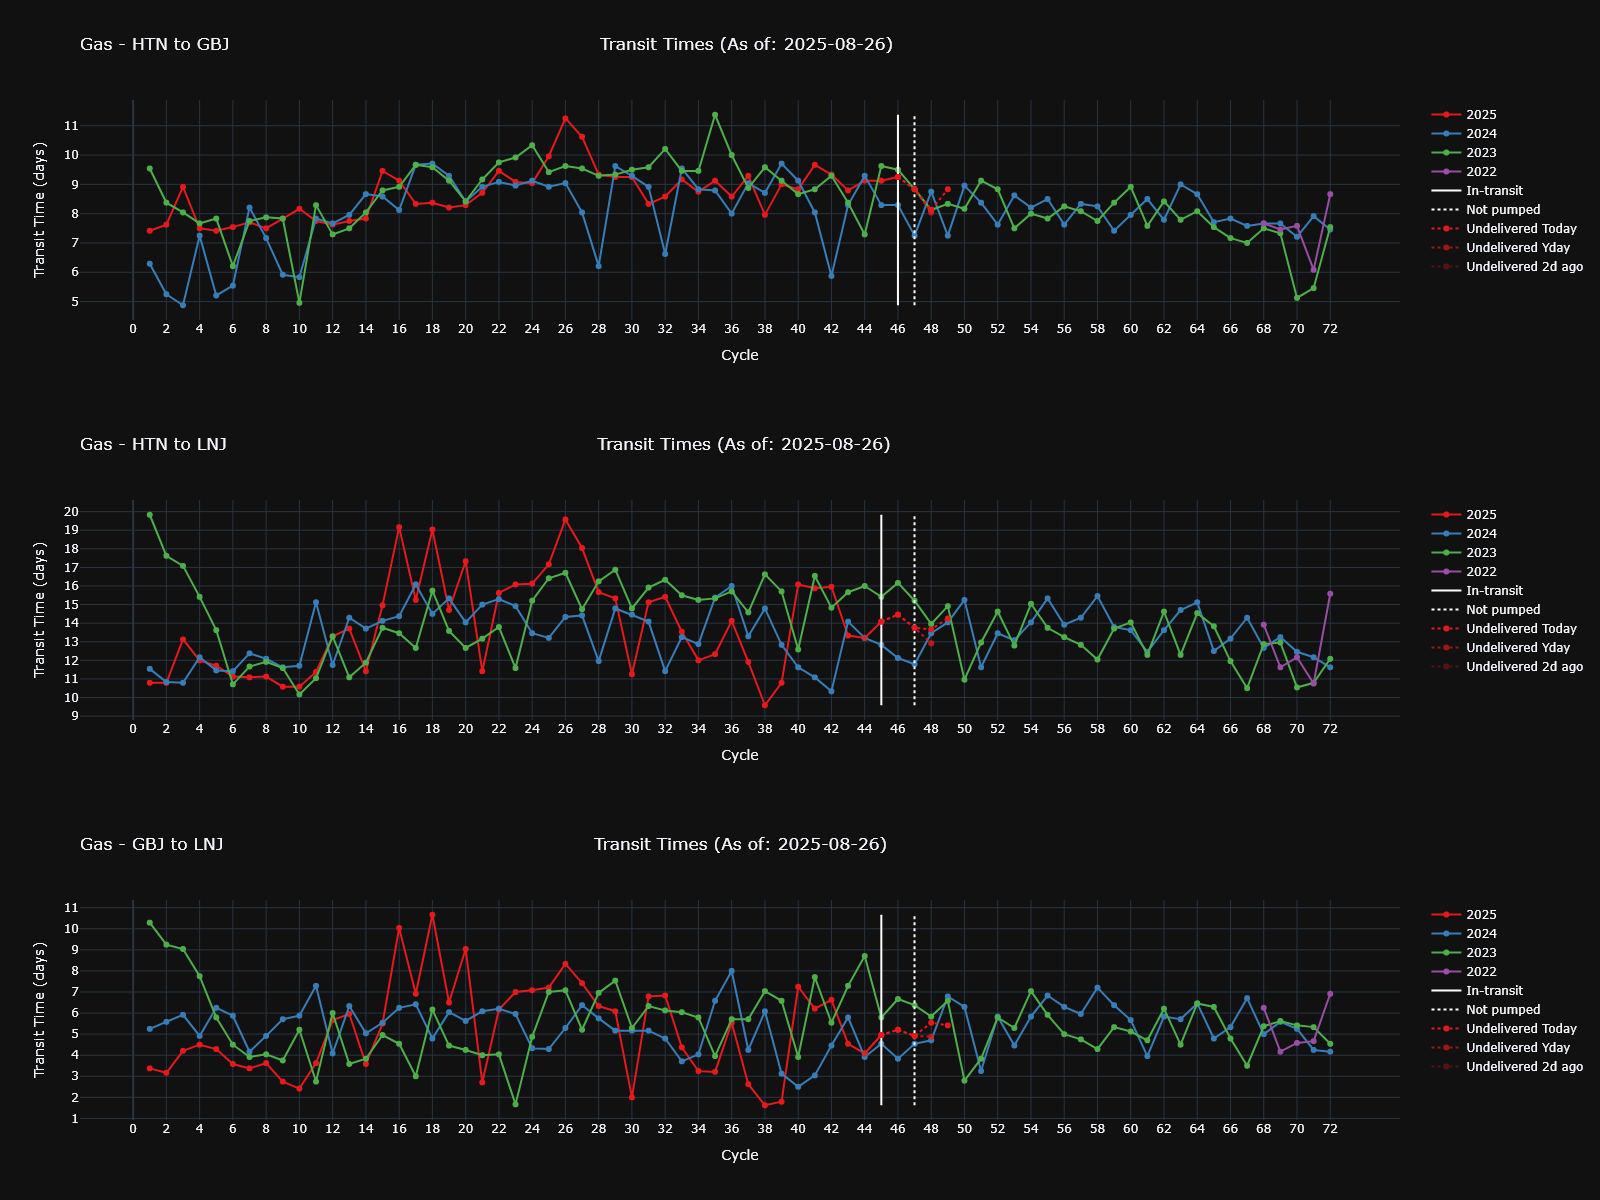 Gas - HTN to GBJ
Transit Times (As of: 2025-08-26)
Transit Time (days)
11
10
9
8
7
6
5
0 2 4 6 8 10 12 14 16 18 20 22 24 26 28 30 32 34 36 38 40 42 44 46 48 50 52 54 56 58 60 62 64 66 68 70 72
Cycle
2025
2024
2023
2022
In-transit
Not pumped
Undelivered Today
Undelivered Yday
Undelivered 2d ago
Gas - HTN to LNJ
Transit Times (As of: 2025-08-26)
Transit Time (days)
20
19
18
17
16
15
14
13
12
11
10
9
0 2 4 6 8 10 12 14 16 18 20 22 24 26 28 30 32 34 36 38 40 42 44 46 48 50 52 54 56 58 60 62 64 66 68 70 72
Cycle
2025
2024
2023
2022
In-transit
Not pumped
Undelivered Today
Undelivered Yday
Undelivered 2d ago
Gas - GBJ to LNJ
Transit Times (As of: 2025-08-26)
Transit Time (days)
11
10
9
8
7
6
5
4
3
2
1
0 2 4 6 8 10 12 14 16 18 20 22 24 26 28 30 32 34 36 38 40 42 44 46 48 50 52 54 56 58 60 62 64 66 68 70 72
Cycle
2025
2024
2023
2022
In-transit
Not pumped
Undelivered Today
Undelivered Yday
Undelivered 2d ago